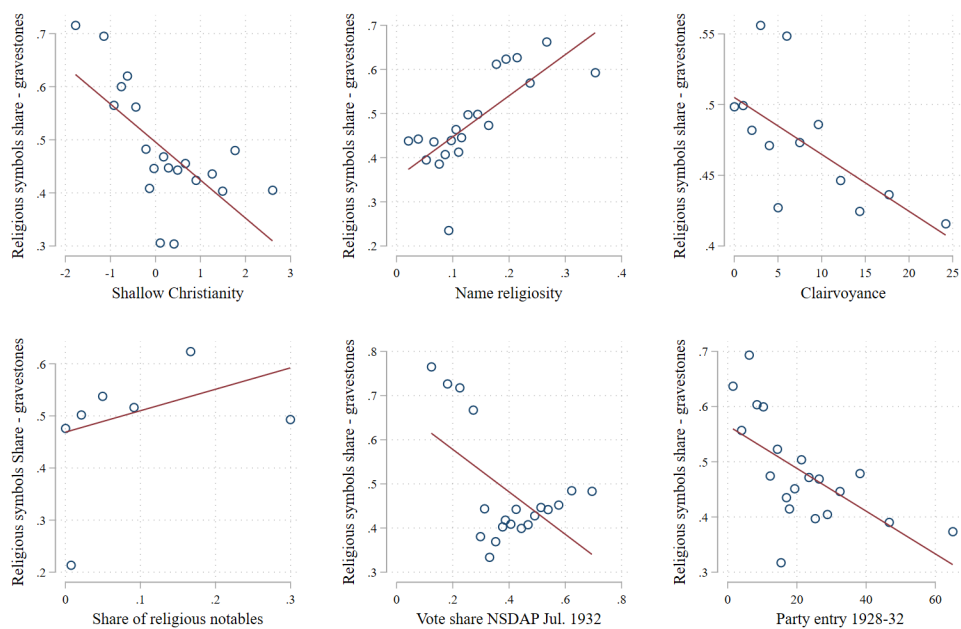 Religious symbols share - gravestones
.7
.6
.5
.4
.3
-2 -1 0 1 2 3
Shallow Christianity
Religious symbols share - gravestones
.7
.6
.5
.4
.3
.2
0 .1 .2 .3 .4
Name religiosity
Religious symbols share - gravestones
.55
.5
.45
.4
0 5 10 15 20 25
Clairvoyance
Religious symbols Share - gravestones
.6
.5
.4
.3
.2
0 .1 .2 .3
Share of religious notables
Religious symbols share - gravestones
.8
.7
.6
.5
.4
.3
0 .2 .4 .6 .8
Vote share NSDAP Jul. 1932
Religious symbols share - gravestones
.7
.6
.5
.4
.3
0 20 40 60
Party entry 1928-32